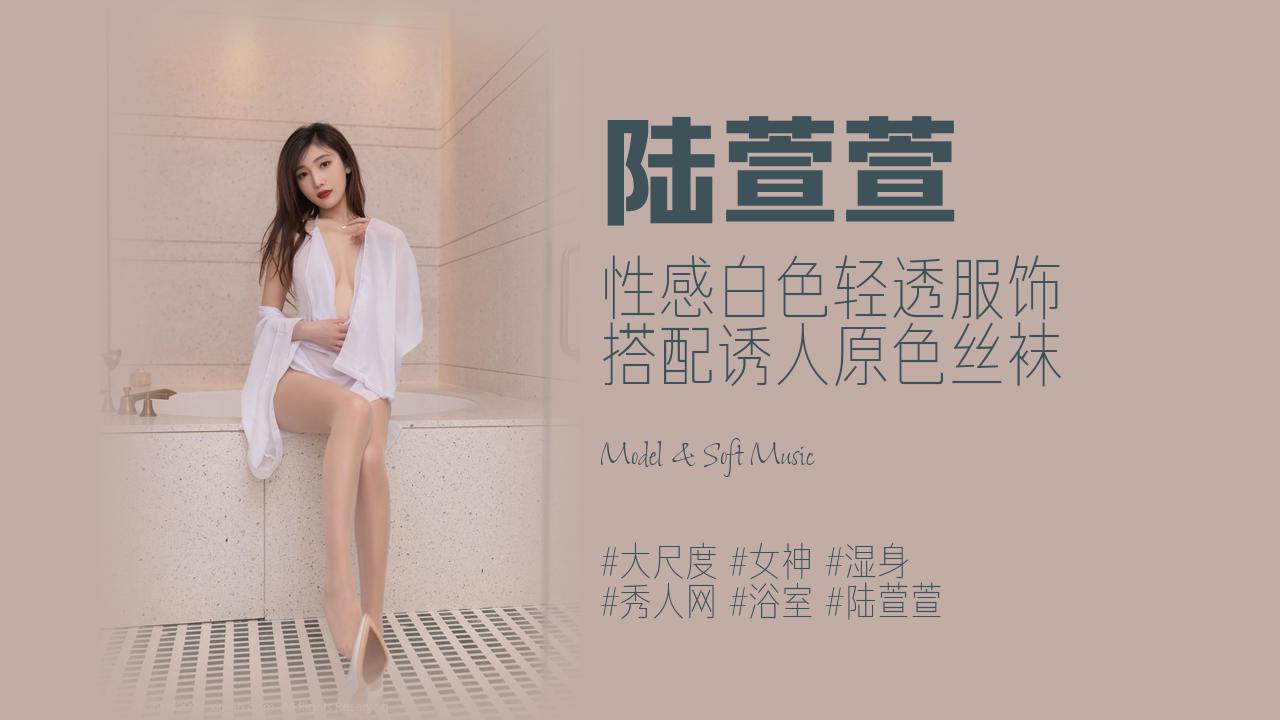 陆萱萱
性感白色轻透服饰
搭配诱人原色丝袜
Model & Soft Music
#大尺度 #女神 #湿身
#秀人网 #浴室 #陆萱萱